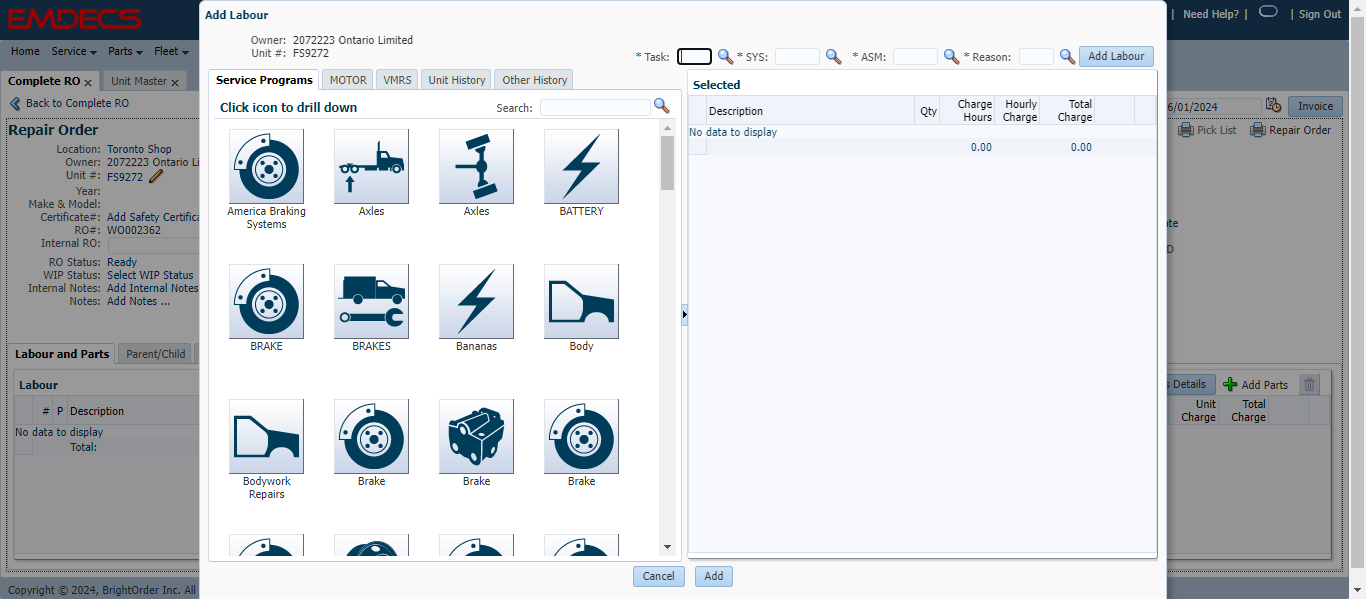 EMDECS
Need Help? |
| Sign Out
Home Service Parts Fleet
Complete RO x
Unit Master x
Back to Complete RO
6/01/2024
Invoice
Repair Order
Pick List
Repair Order
Location: Toronto Shop
Owner: 2072223 Ontario Li
Unit #: FS9272
Year:
Make & Model:
Certificate#: Add Safety Certifica
RO#: WO002362
Internal RO:
RO Status: Ready
WIP Status: Select WIP Status
Internal Notes: Add Internal Notes
Notes: Add Notes ...
te
D
Labour and Parts
Parent/Child
Labour
# P Description
No data to display
Total:
s Details
Add Parts
Unit Charge
Total Charge
Copyright © 2024, BrightOrder Inc. All
Add Labour
Owner: 2072223 Ontario Limited
Unit #: FS9272
* Task:
* SYS:
* ASM:
* Reason:
Add Labour
Service Programs
MOTOR
VMRS
Unit History
Other History
Click icon to drill down
Search:
America Braking
Systems
Axles
Axles
BATTERY
BRAKE
BRAKES
Bananas
Body
Bodywork
Repairs
Brake
Brake
Brake
Selected
Description
Qty
Charge
Hours
Hourly
Charge
Total
Charge
No data to display
0.00
0.00
Cancel
Add